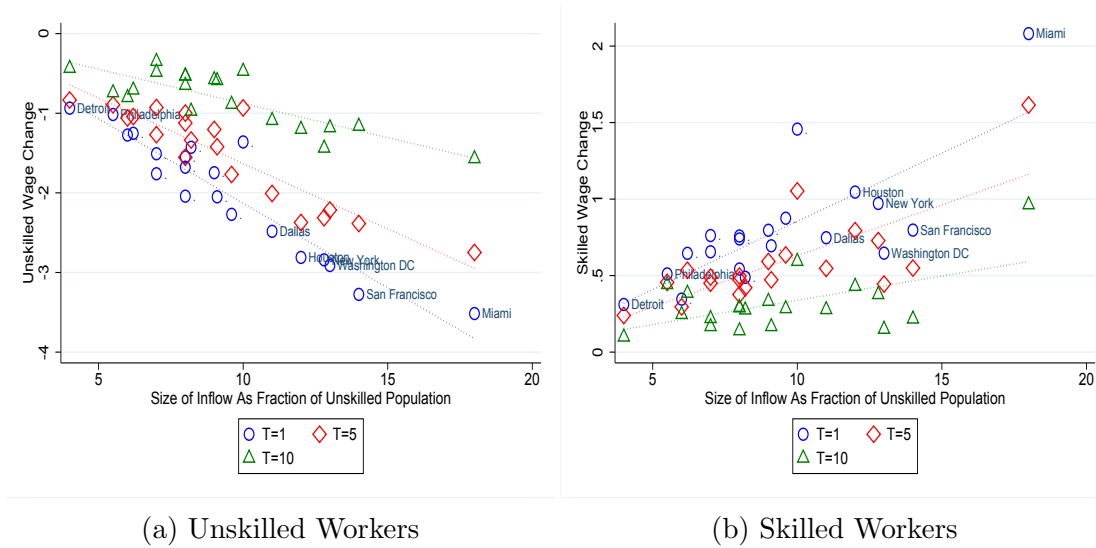 0
-1
-2
-3
-4
Unskilled Wage Change
Detroit
Philadelphia
Dallas
Houston
New York
Washington DC
San Francisco
Miami
5 10 15 20
Size of Inflow As Fraction of Unskilled Population
T=1 T=5
T=10
(a) Unskilled Workers
2
1.5
1
.5
0
Skilled Wage Change
Miami
Houston
New York
San Francisco
Dallas
Washington DC
Philadelphia
Detroit
5 10 15 20
Size of Inflow As Fraction of Unskilled Population
T=1 T=5
T=10
(b) Skilled Workers